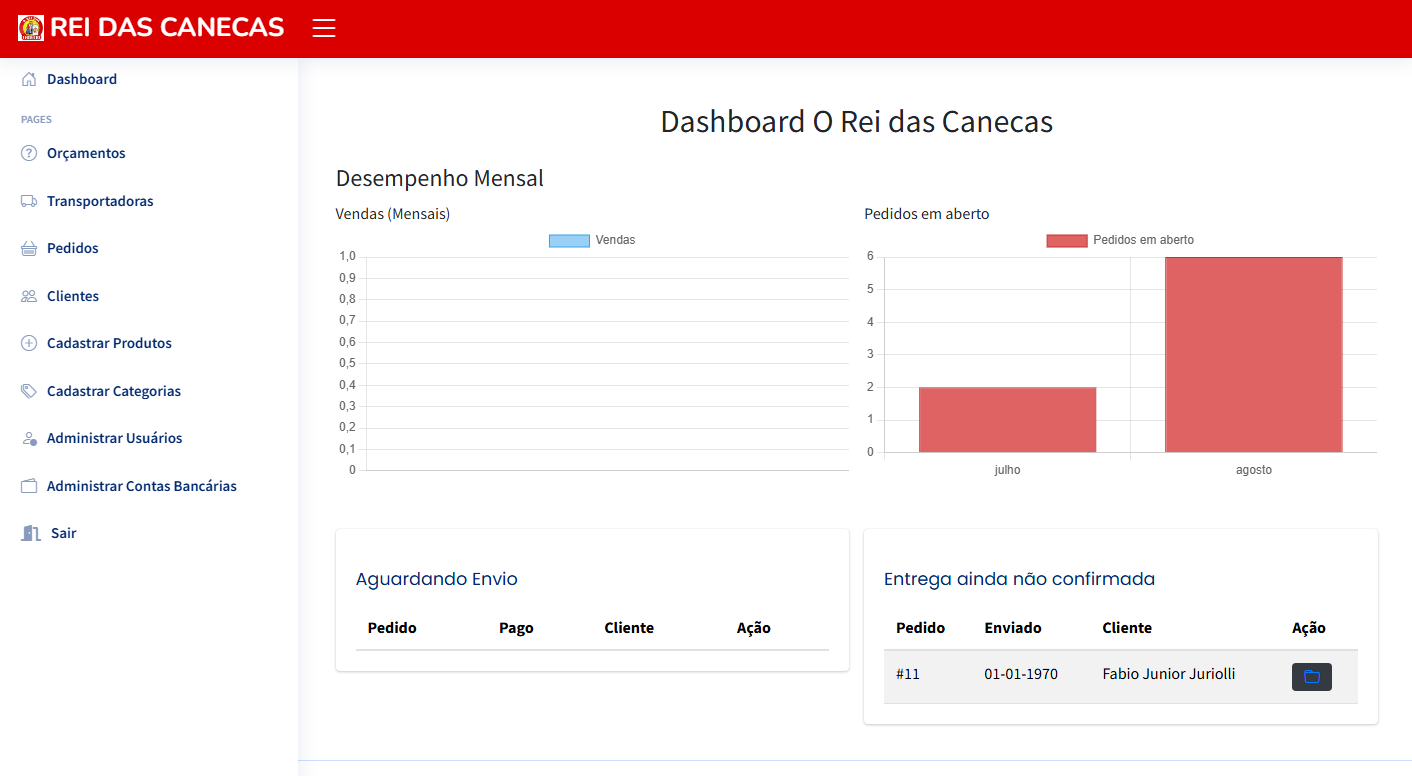 REI DAS CANECAS
Dashboard
PAGES
Orçamentos
Transportadoras
Pedidos
Clientes
Cadastrar Produtos
Cadastrar Categorias
Administrar Usuários
Administrar Contas Bancárias
Sair
Dashboard O Rei das Canecas
Desempenho Mensal
Vendas (Mensais)
Vendas
1,0
0,9
0,8
0,7
0,6
0,5
0,4
0,3
0,2
0,1
0
Pedidos em aberto
Pedidos em aberto
6
5
4
3
2
1
0
julho agosto
Aguardando Envio
Pedido Pago Cliente Ação
Entrega ainda não confirmada
Pedido Enviado Cliente Ação
#11 01-01-1970 Fabio Junior Juriolli